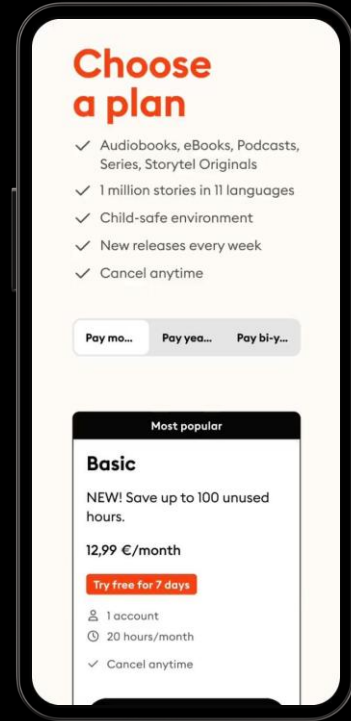 Choose
a plan
Audiobooks, eBooks, Podcasts,
Series, Storytel Originals
1 million stories in 11 languages
Child-safe environment
New releases every week
Cancel anytime
Pay mo... Pay yea... Pay bi-y...
Most popular
Basic
NEW! Save up to 100 unused
hours.
12,99 €/month
Try free for 7 days
1 account
20 hours/month
Cancel anytime